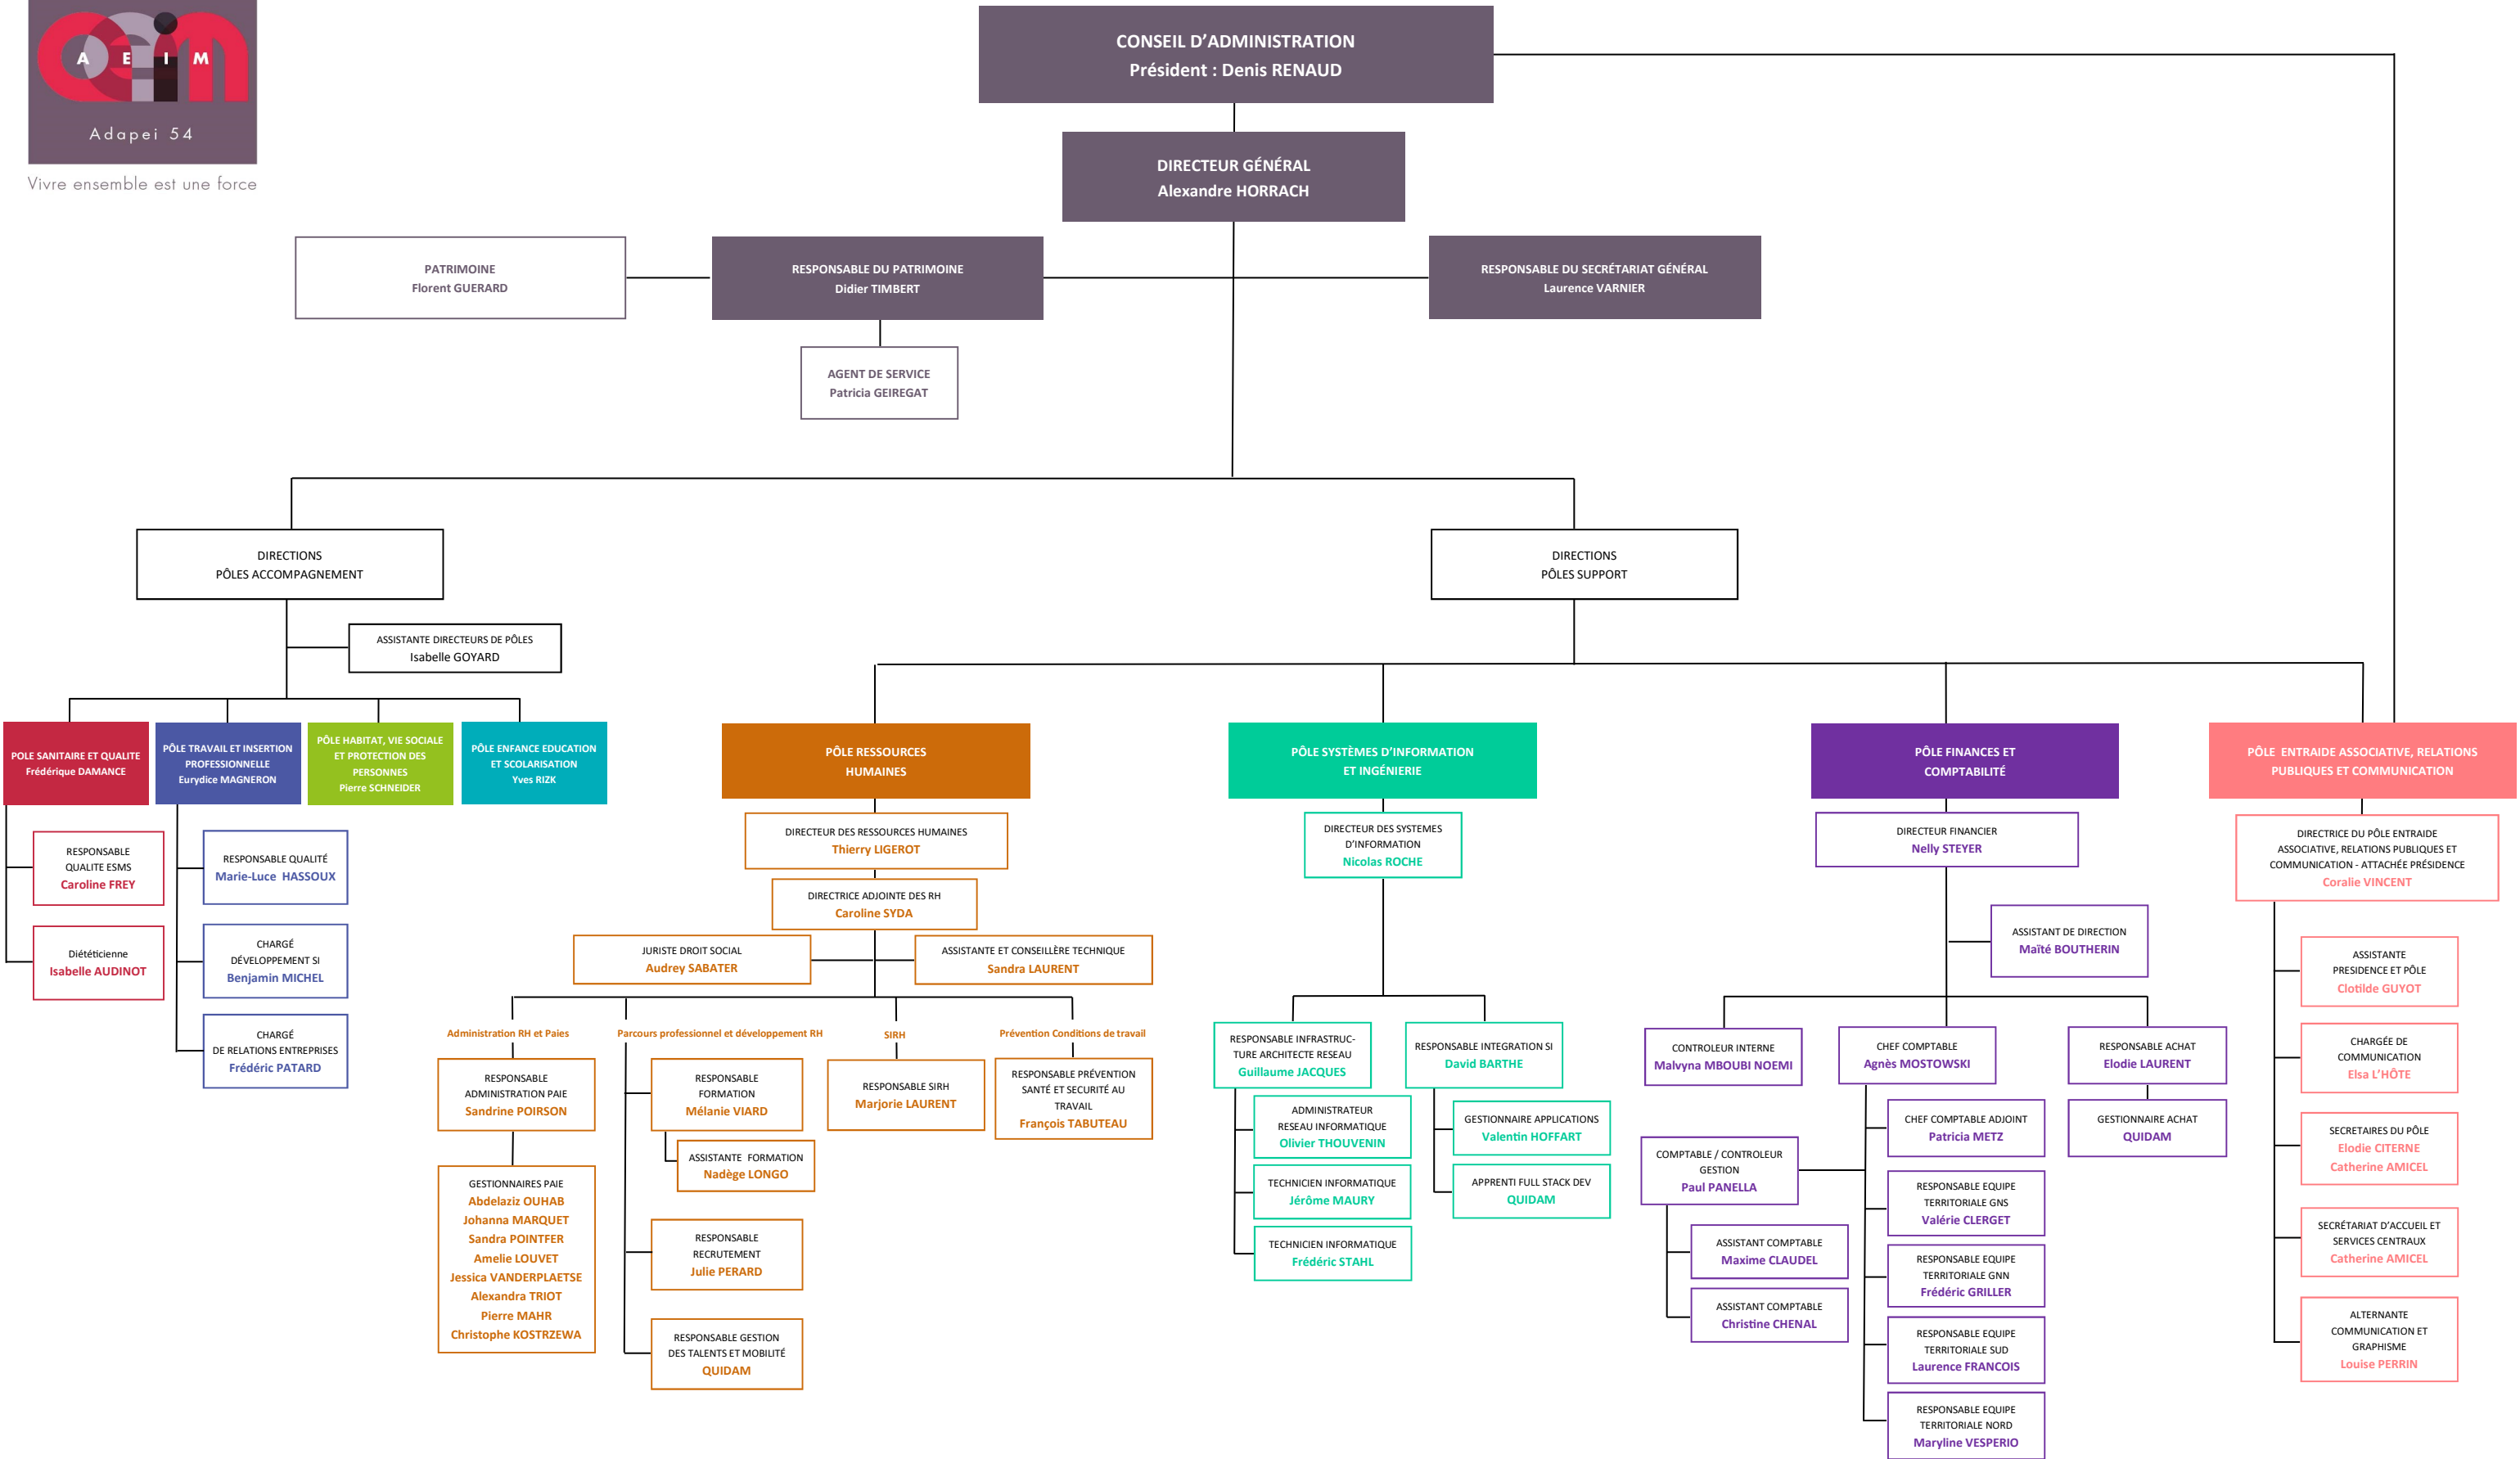 A E I M
Adapei 54
Vivre ensemble est une force
CONSEIL D'ADMINISTRATION
Président : Denis RENAUD
DIRECTEUR GÉNÉRAL
Alexandre HORRACH
PATRIMOINE
Florent GUERARD
RESPONSABLE DU PATRIMOINE
Didier TIMBERT
RESPONSABLE DU SECRÉTARIAT GÉNÉRAL
Laurence VARNIER
AGENT DE SERVICE
Patricia GEIREGAT
DIRECTIONS
PÔLES ACCOMPAGNEMENT
DIRECTIONS
PÔLES SUPPORT
ASSISTANTE DIRECTEURS DE PÔLES
Isabelle GOYARD
POLE SANITAIRE ET QUALITE
Frédérique DAMANCE
PÔLE TRAVAIL ET INSERTION
PROFESSIONNELLE
Eurydice MAGNERON
PÔLE HABITAT, VIE SOCIALE
ET PROTECTION DES
PERSONNES
Pierre SCHNEIDER
PÔLE ENFANCE EDUCATION
ET SCOLARISATION
Yves RIZK
RESPONSABLE
QUALITE ESMS
Caroline FREY
Diététicienne
Isabelle AUDINOT
RESPONSABLE QUALITÉ
Marie-Luce HASSOUX
CHARGÉ
DÉVELOPPEMENT SI
Benjamin MICHEL
CHARGÉ
DE RELATIONS ENTREPRISES
Frédéric PATARD
PÔLE RESSOURCES
HUMAINES
DIRECTEUR DES RESSOURCES HUMAINES
Thierry LIGEROT
DIRECTRICE ADJOINTE DES RH
Caroline SYDA
JURISTE DROIT SOCIAL
Audrey SABATER
ASSISTANTE ET CONSEILLÈRE TECHNIQUE
Sandra LAURENT
Administration RH et Paies
RESPONSABLE
ADMINISTRATION PAIE
Sandrine POIRSON
GESTIONNAIRES PAIE
Abdelaziz OUHAB
Johanna MARQUET
Sandra POINTFER
Amelie LOUVET
Jessica VANDERPLAETSE
Alexandra TRIOT
Pierre MAHR
Christophe KOSTRZEWA
Parcours professionnel et développement RH
RESPONSABLE
FORMATION
Mélanie VIARD
ASSISTANTE FORMATION
Nadège LONGO
RESPONSABLE
RECRUTEMENT
Julie PERARD
RESPONSABLE GESTION
DES TALENTS ET MOBILITÉ
QUIDAM
SIRH
RESPONSABLE SIRH
Marjorie LAURENT
Prévention Conditions de travail
RESPONSABLE PRÉVENTION
SANTÉ ET SECURITÉ AU
TRAVAIL
François TABUTEAU
PÔLE SYSTÈMES D'INFORMATION
ET INGÉNIERIE
DIRECTEUR DES SYSTEMES
D'INFORMATION
Nicolas ROCHE
RESPONSABLE INFRASTRUC-
TURE ARCHITECTE RESEAU
Guillaume JACQUES
ADMINISTRATEUR
RESEAU INFORMATIQUE
Olivier THOUVENIN
TECHNICIEN INFORMATIQUE
Jérôme MAURY
TECHNICIEN INFORMATIQUE
Frédéric STAHL
RESPONSABLE INTEGRATION SI
David BARTHE
GESTIONNAIRE APPLICATIONS
Valentin HOFFART
APPRENTI FULL STACK DEV
QUIDAM
PÔLE FINANCES ET
COMPTABILITÉ
DIRECTEUR FINANCIER
Nelly STEYER
ASSISTANT DE DIRECTION
Maïté BOUTHERIN
CONTROLEUR INTERNE
Malvyna MBOUBI NOEMI
CHEF COMPTABLE
Agnès MOSTOWSKI
RESPONSABLE ACHAT
Elodie LAURENT
GESTIONNAIRE ACHAT
QUIDAM
COMPTABLE / CONTROLEUR
GESTION
Paul PANELLA
ASSISTANT COMPTABLE
Maxime CLAUDEL
ASSISTANT COMPTABLE
Christine CHENAL
CHEF COMPTABLE ADJOINT
Patricia METZ
RESPONSABLE EQUIPE
TERRITORIALE GNS
Valérie CLERGET
RESPONSABLE EQUIPE
TERRITORIALE GNN
Frédéric GRILLER
RESPONSABLE EQUIPE
TERRITORIALE SUD
Laurence FRANCOIS
RESPONSABLE EQUIPE
TERRITORIALE NORD
Maryline VESPERIO
PÔLE ENTRAIDE ASSOCIATIVE, RELATIONS
PUBLIQUES ET COMMUNICATION
DIRECTRICE DU PÔLE ENTRAIDE
ASSOCIATIVE, RELATIONS PUBLIQUES ET
COMMUNICATION - ATTACHÉE PRÉSIDENCE
Coralie VINCENT
ASSISTANTE
PRESIDENCE ET PÔLE
Clotilde GUYOT
CHARGÉE DE
COMMUNICATION
Elsa L'HÔTE
SECRETAIRES DU PÔLE
Elodie CITERNE
Catherine AMICEL
SECRÉTARIAT D'ACCUEIL ET
SERVICES CENTRAUX
Catherine AMICEL
ALTERNANTE
COMMUNICATION ET
GRAPHISME
Louise PERRIN